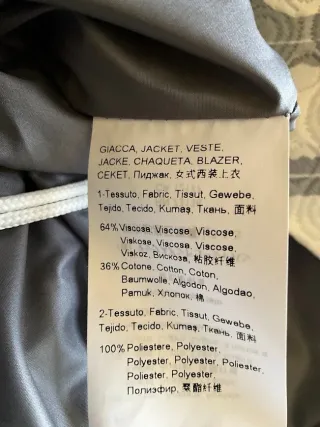 GIACCA, JACKET, VESTE,
JACKE, CHAQUETA, BLAZER,
CEKET, Пиджак, 女式西装上衣
1-Tessuto, Fabric, Tissut, Gewebe,
Tejido, Tecido, Kumaş, Ткань, 面料
64% Viscosa, Viscose, Viscose,
Viskose, Viscosa, Viscose,
Viskoz, Вискоза, 粘胶纤维
36% Cotone, Cotton, Coton,
Baumwolle, Algodon, Algodao,
Pamuk, Хлопок, 棉
2-Tessuto, Fabric, Tissut, Gewebe,
Tejido, Tecido, Kumaş, Ткань, 面料
100% Poliestere, Polyester,
Polyester, Polyester, Poliester,
Poliester, Polyester,
Полиэфир, 聚酯纤维